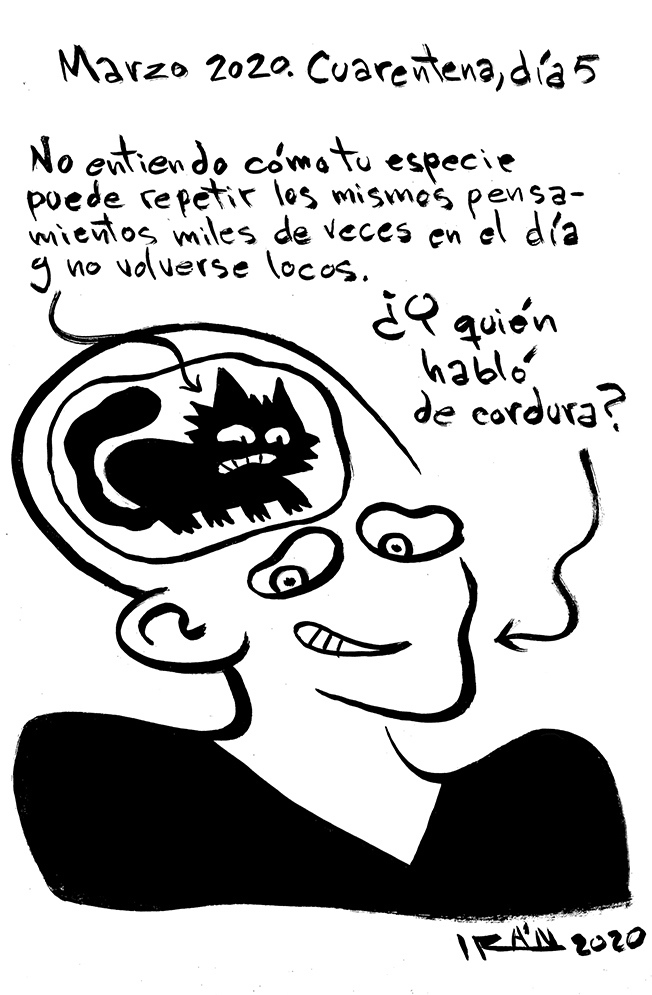 Marzo 2020. Cuarentena, día 5
No entiendo cómo tu especie
puede repetir los mismos pensa-
mientos miles de veces en el día
y no volverse locos.
¿Y quién
habló
de cordura?
IRÁN 2020